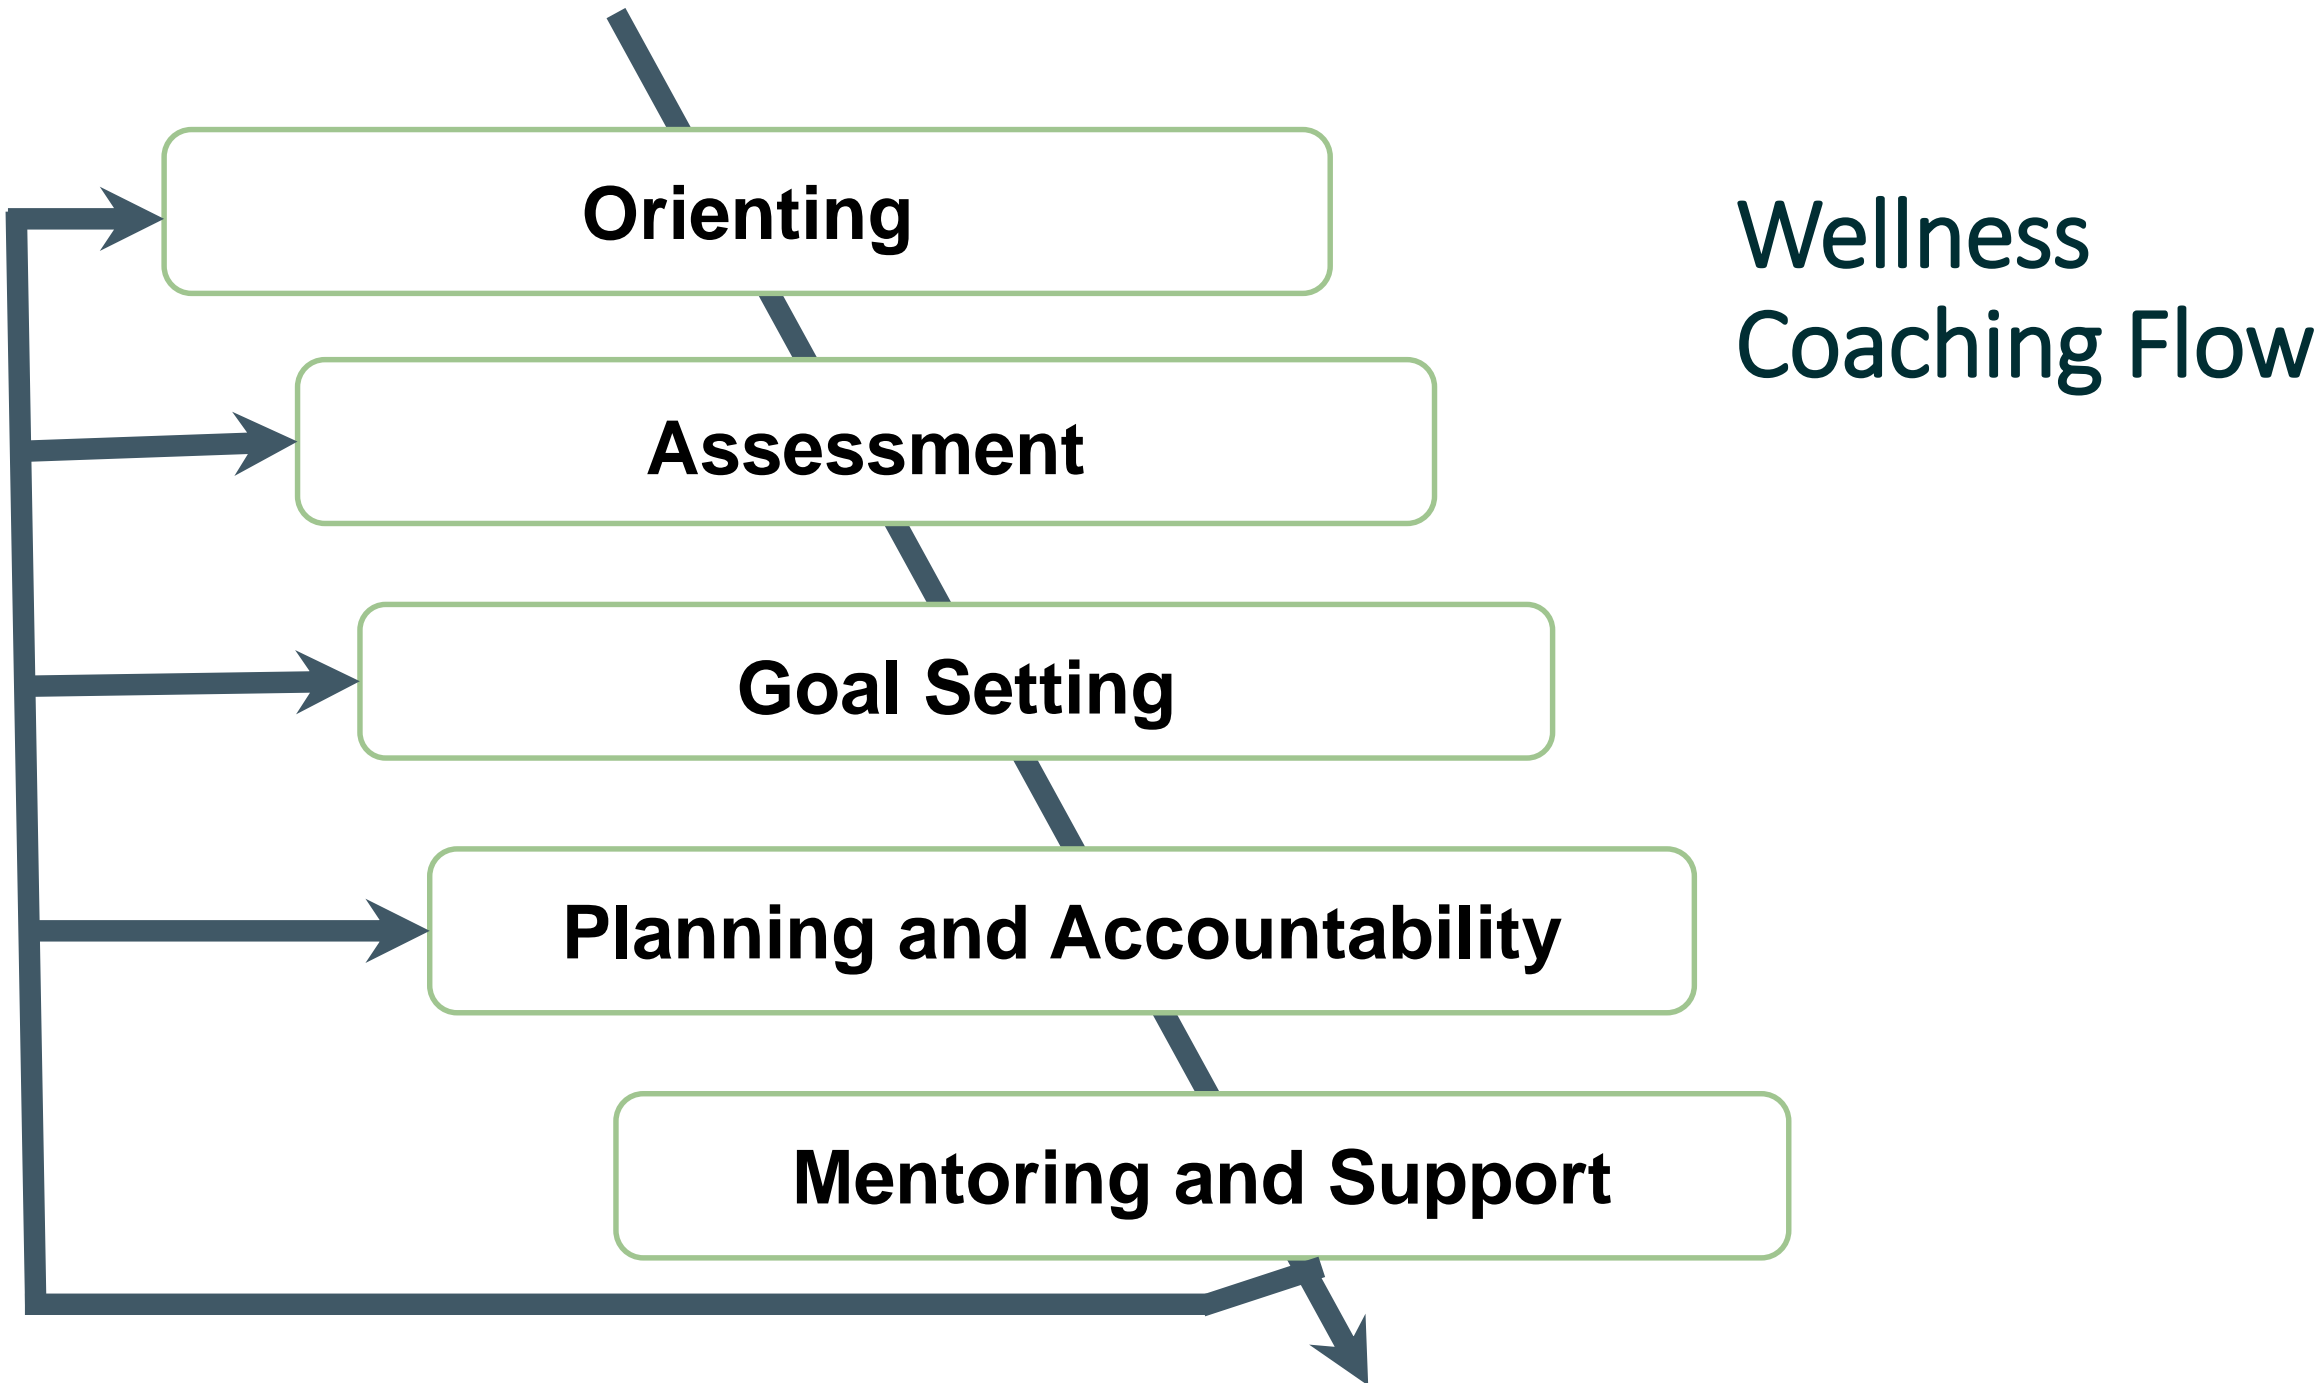 Orienting
Wellness
Coaching Flow
Assessment
Goal Setting
Planning and Accountability
Mentoring and Support